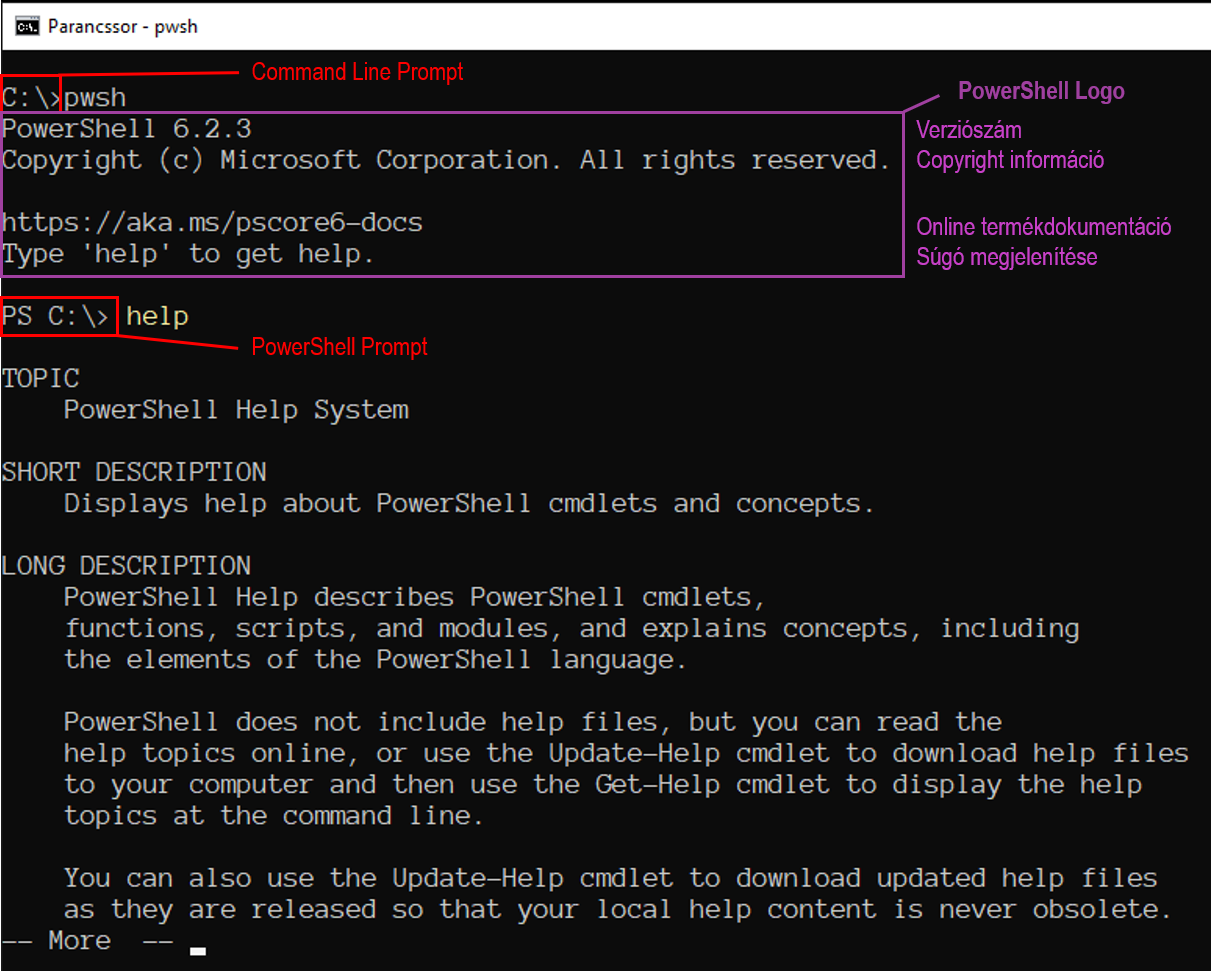 Parancssor - pwsh
Command Line Prompt
C:\>pwsh
PowerShell Logo
PowerShell 6.2.3
Verziószám
Copyright (c) Microsoft Corporation. All rights reserved.
Copyright információ
https://aka.ms/pscore6-docs
Online termékdokumentáció
Type 'help' to get help.
Súgó megjelenítése
PS C:\> help
PowerShell Prompt
TOPIC
PowerShell Help System
SHORT DESCRIPTION
Displays help about PowerShell cmdlets and concepts.
LONG DESCRIPTION
PowerShell Help describes PowerShell cmdlets,
functions, scripts, and modules, and explains concepts, including
the elements of the PowerShell language.
PowerShell does not include help files, but you can read the
help topics online, or use the Update-Help cmdlet to download help files
to your computer and then use the Get-Help cmdlet to display the help
topics at the command line.
You can also use the Update-Help cmdlet to download updated help files
as they are released so that your local help content is never obsolete.
-- More  --